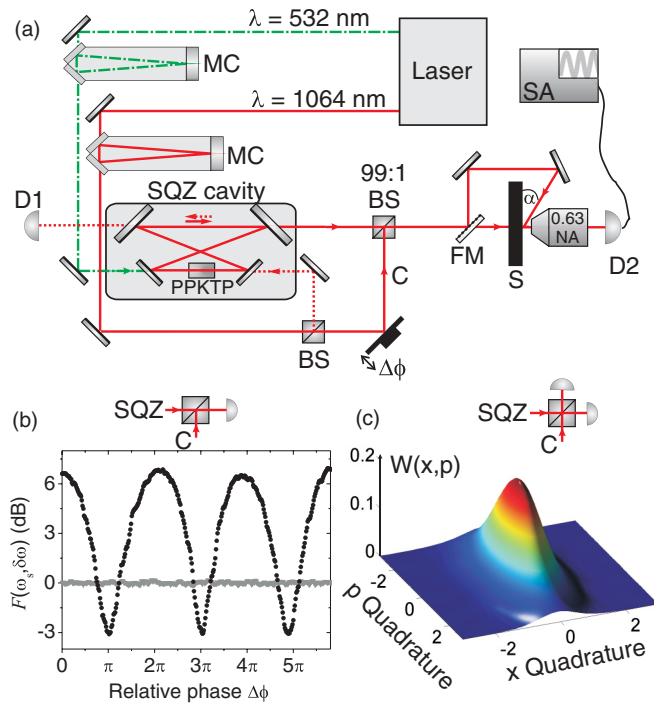 (a)
λ = 532 nm
MC
Laser
SA
λ = 1064 nm
MC
99:1
BS
D1
SQZ cavity
α
0.63
NA
FM
S
D2
PPKTP
C
BS
Δϕ
(b)
SQZ
C
F(ωs,δω) (dB)
6
3
0
-3
0 π 2π 3π 4π 5π
Relative phase Δϕ
(c)
SQZ
C
W(x,p)
0.2
0.1
0
-2
0
2
p Quadrature
-2
0
2
x Quadrature